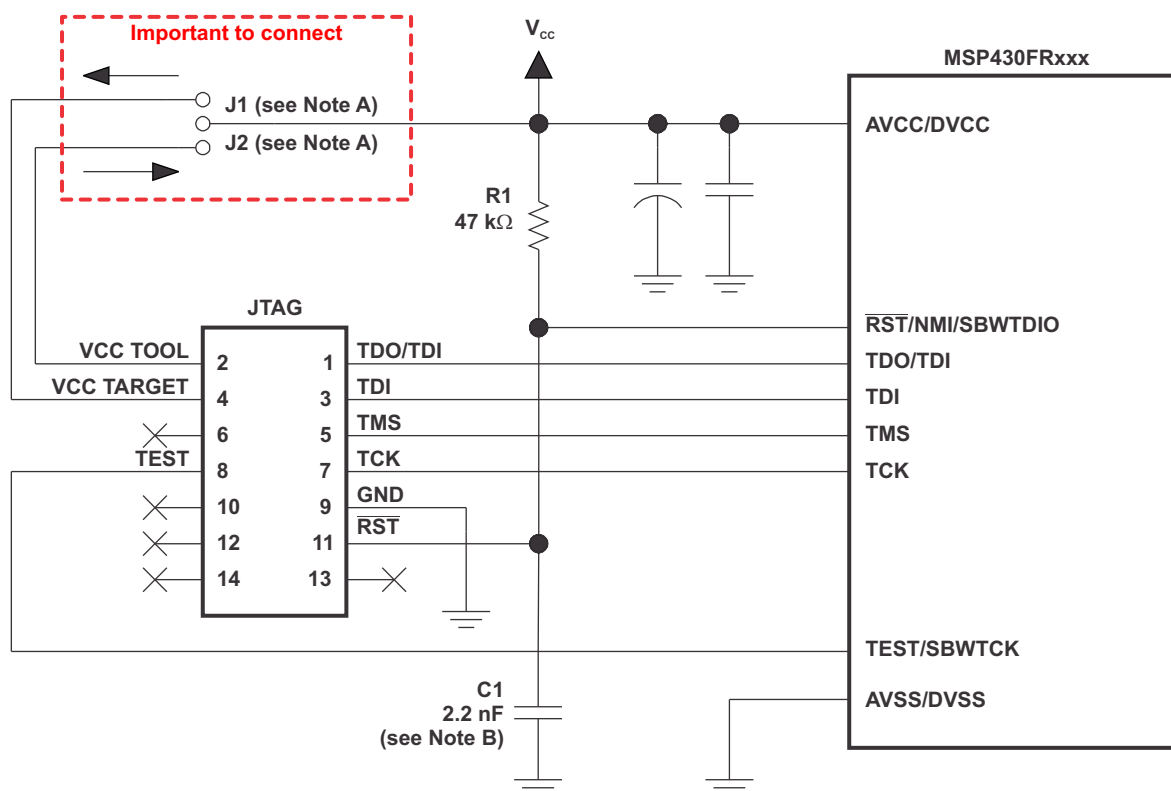 Important to connect
V_CC
MSP430FRxxx
J1 (see Note A)
J2 (see Note A)
AVCC/DVCC
R1
47 kΩ
JTAG
R̅S̅T̅/NMI/SBWTDIO
VCC TOOL
2
1
TDO/TDI
TDO/TDI
VCC TARGET
4
3
TDI
TDI
6
5
TMS
TMS
TEST
8
7
TCK
TCK
10
9
GND
12
11
R̅S̅T̅
14
13
TEST/SBWTCK
C1
2.2 nF
(see Note B)
AVSS/DVSS